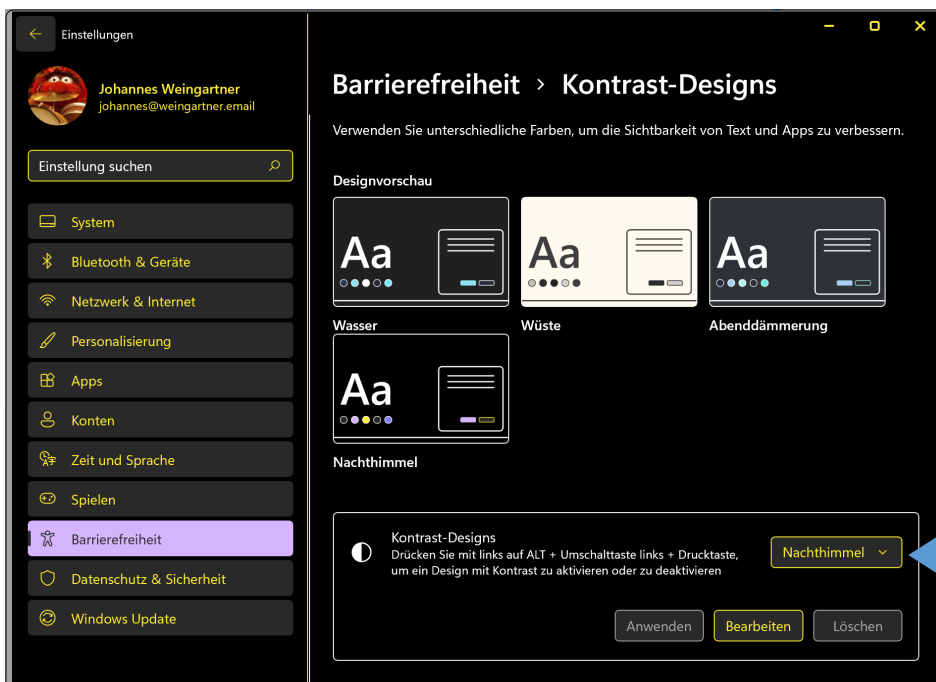 Einstellungen
Johannes Weingartner
johannes@weingartner.email
Einstellung suchen
System
Bluetooth & Geräte
Netzwerk & Internet
Personalisierung
Apps
Konten
Zeit und Sprache
Spielen
Barrierefreiheit
Datenschutz & Sicherheit
Windows Update
Barrierefreiheit > Kontrast-Designs
Verwenden Sie unterschiedliche Farben, um die Sichtbarkeit von Text und Apps zu verbessern.
Designvorschau
Aa
Aa
Aa
Wasser
Wüste
Abenddämmerung
Aa
Nachthimmel
Kontrast-Designs
Drücken Sie mit links auf ALT + Umschalttaste links + Drucktaste,
um ein Design mit Kontrast zu aktivieren oder zu deaktivieren
Nachthimmel
Anwenden
Bearbeiten
Löschen